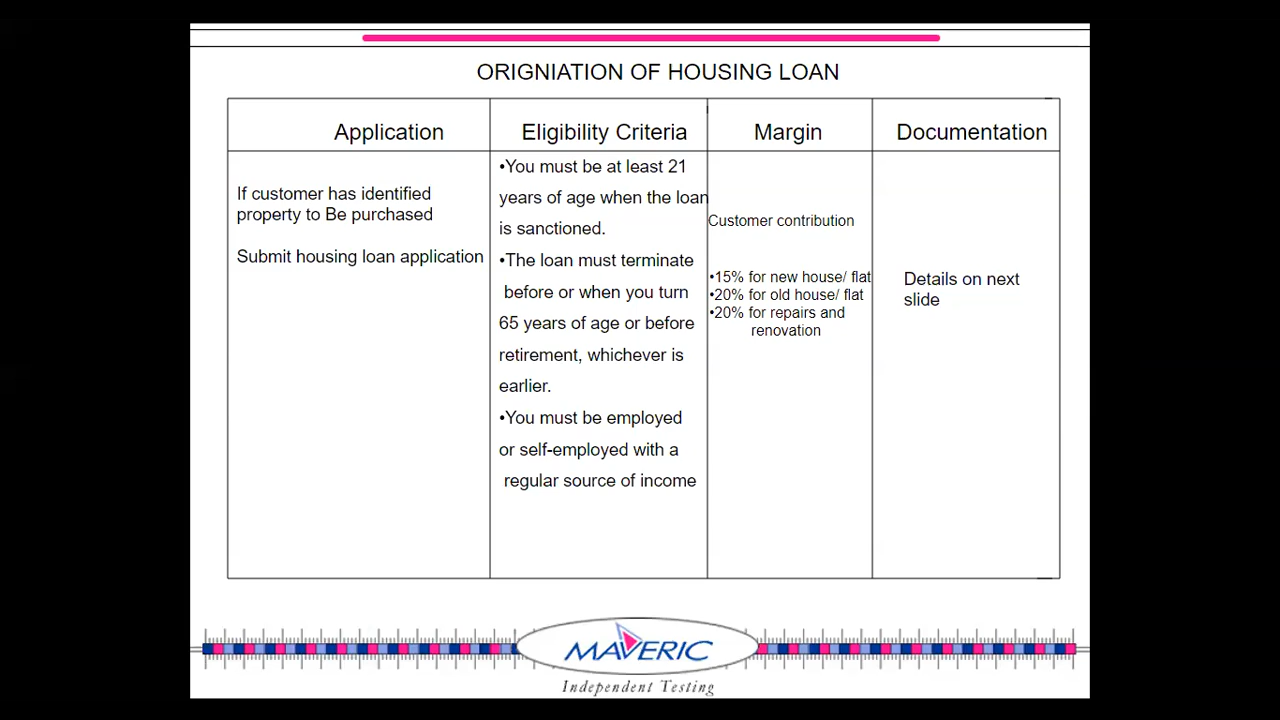 ORIGNIATION OF HOUSING LOAN
Application
If customer has identified
property to Be purchased
Submit housing loan application
Eligibility Criteria
•You must be at least 21
years of age when the loan
is sanctioned.
•The loan must terminate
before or when you turn
65 years of age or before
retirement, whichever is
earlier.
•You must be employed
or self-employed with a
regular source of income
Margin
Customer contribution
•15% for new house/ flat
•20% for old house/ flat
•20% for repairs and
renovation
Documentation
Details on next
slide
MAVERIC
Independent Testing